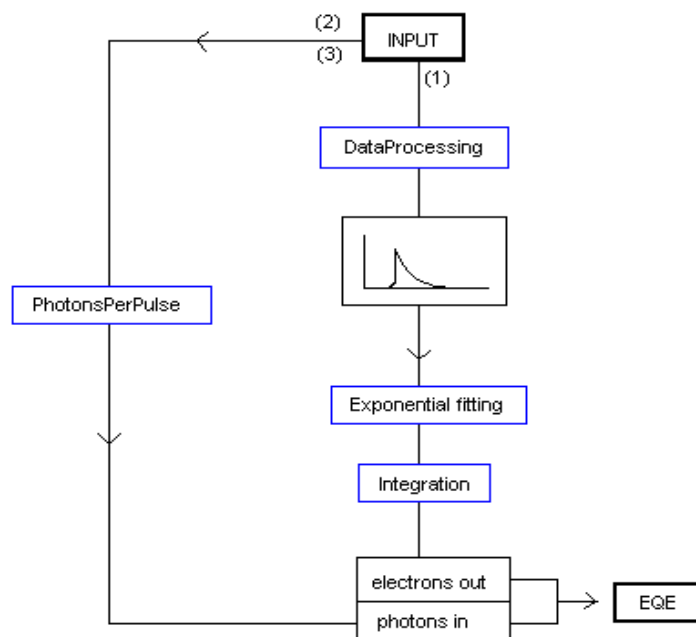 (2)
INPUT
(3)
(1)
DataProcessing
PhotonsPerPulse
Exponential fitting
Integration
electrons out
EQE
photons in